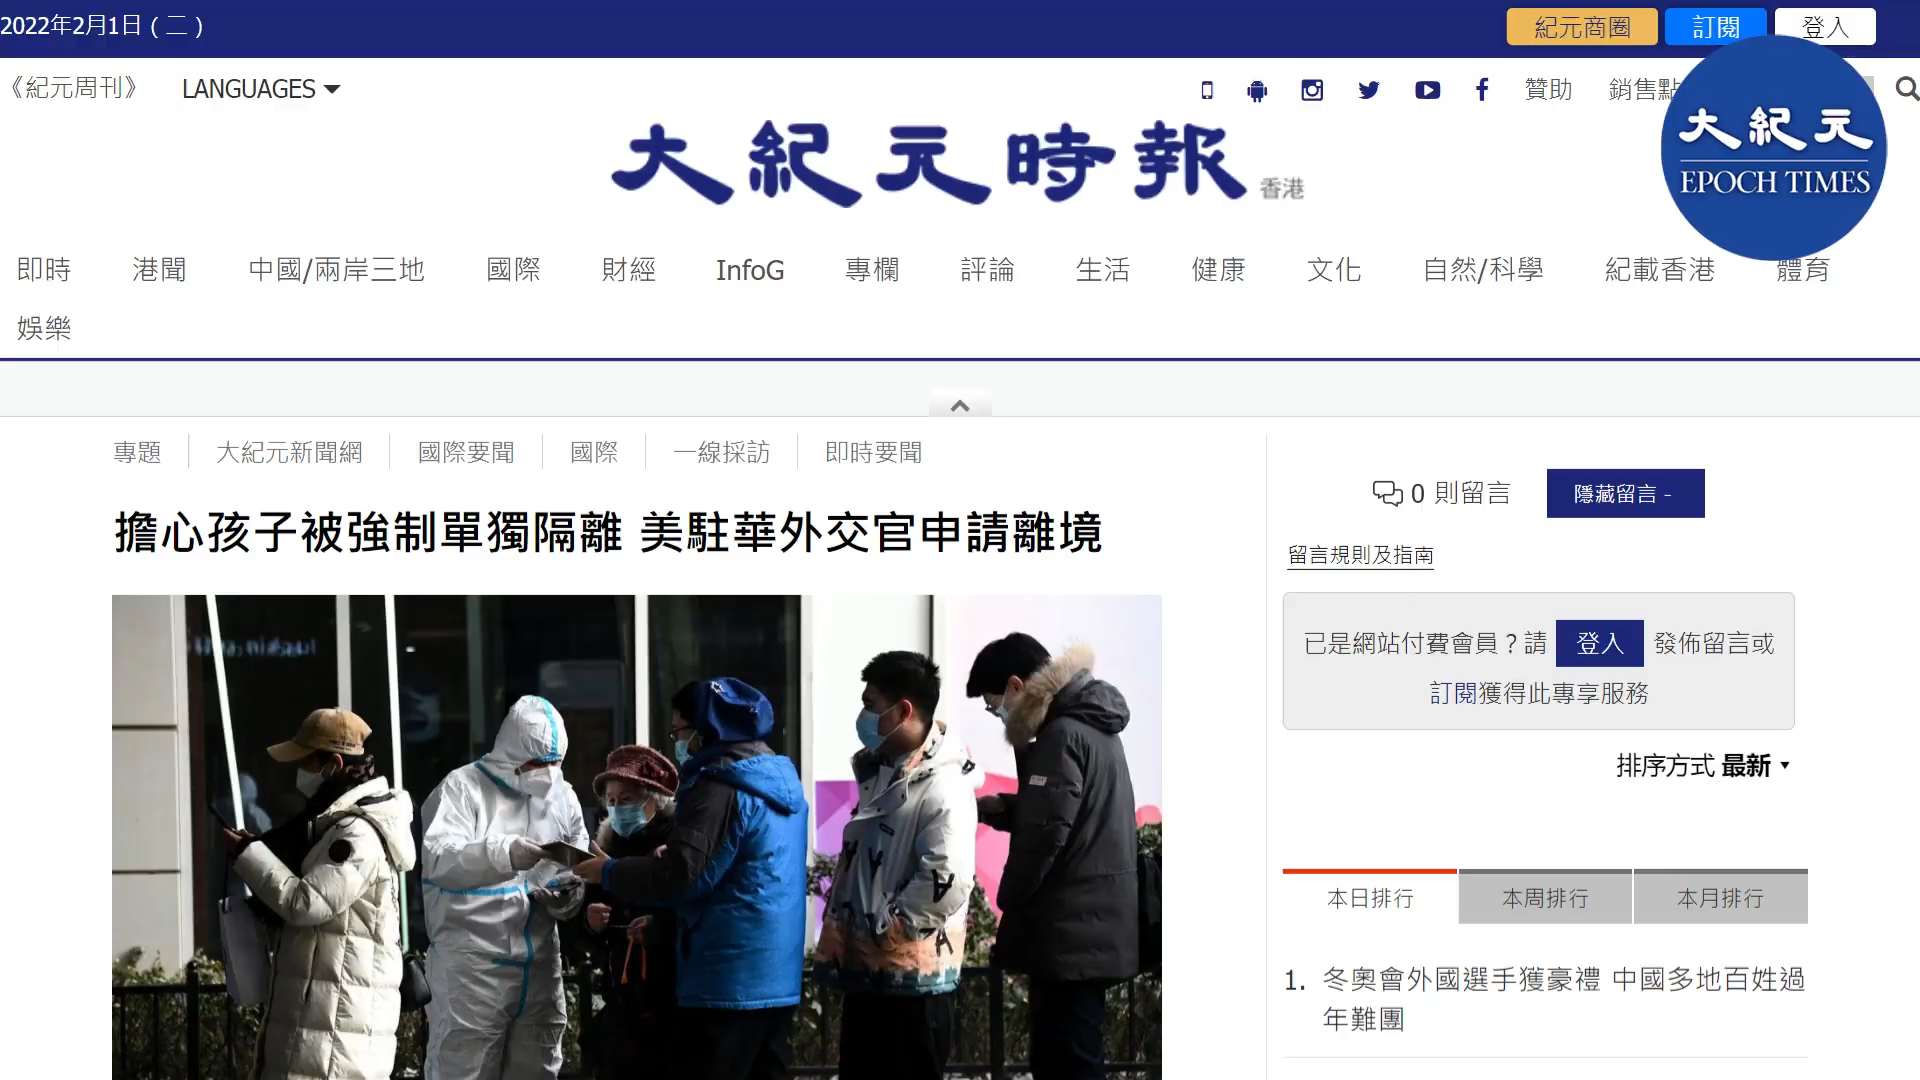 2022年2月1日 ( 二 )
紀元商圈
訂閱
登入
《紀元周刊》
LANGUAGES
贊助
銷售點
大紀元時報 香港
大紀元
EPOCH TIMES
即時 港聞 中國/兩岸三地 國際 財經 InfoG 專欄 評論 生活 健康 文化 自然/科學 紀載香港 體育
娛樂
專題 大紀元新聞網 國際要聞 國際 一線採訪 即時要聞
擔心孩子被強制單獨隔離 美駐華外交官申請離境
0 則留言
隱藏留言 -
留言規則及指南
已是網站付費會員？請 登入 發佈留言或
訂閱獲得此專享服務
排序方式 最新
本日排行 本周排行 本月排行
1. 冬奧會外國選手獲豪禮 中國多地百姓過
年難團